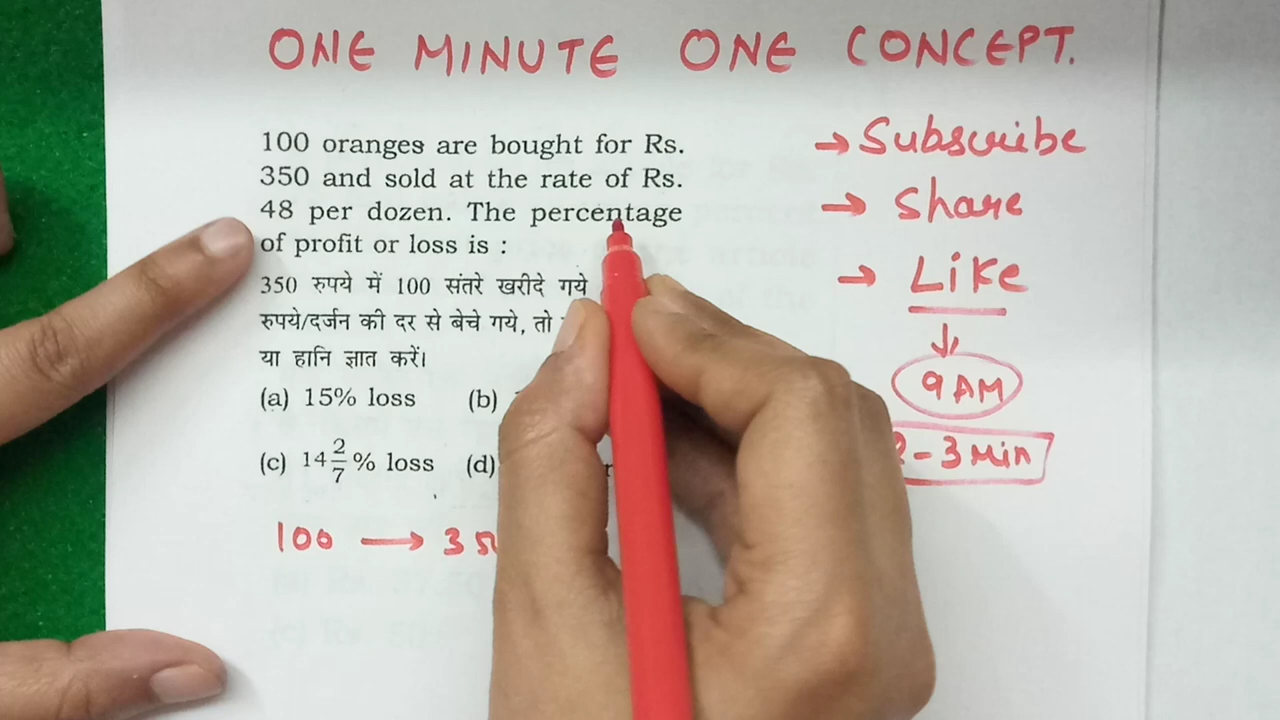 ONE MINUTE ONE CONCEPT.
100 oranges are bought for Rs.
350 and sold at the rate of Rs.
48 per dozen. The percentage
of profit or loss is :
350 रुपये में 100 संतरे खरीदे गये
रुपये/दर्जन की दर से बेचे गये, तो
या हानि ज्ञात करें।
(a) 15% loss (b)
(c) 14 2/7 % loss (d)
100 →
→ Subscribe
→ Share
→ Like
↓
9 AM
2-3 Min